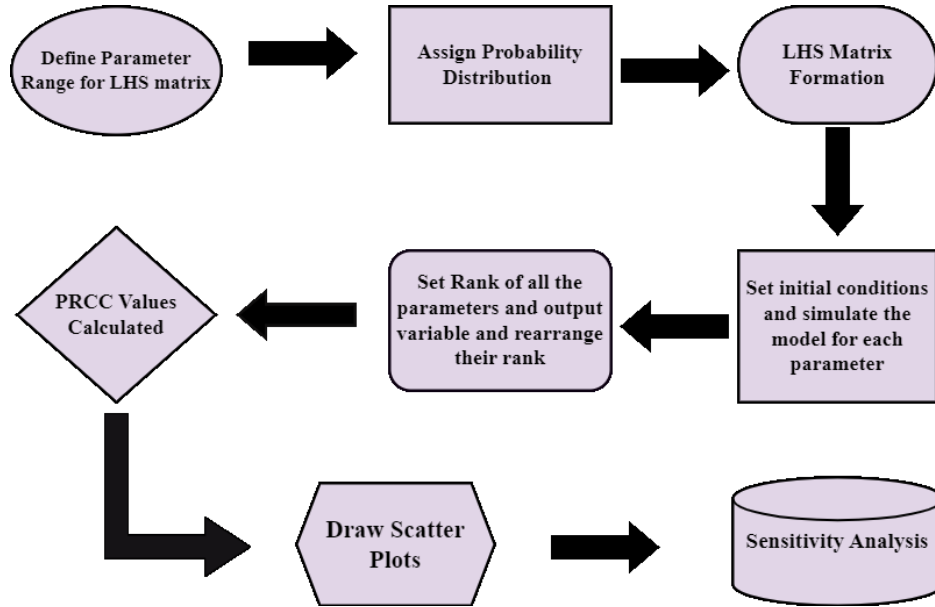 Define Parameter
Range for LHS matrix
Assign Probability
Distribution
LHS Matrix
Formation
Set initial conditions
and simulate the
model for each
parameter
Set Rank of all the
parameters and output
variable and rearrange
their rank
PRCC Values
Calculated
Draw Scatter
Plots
Sensitivity Analysis